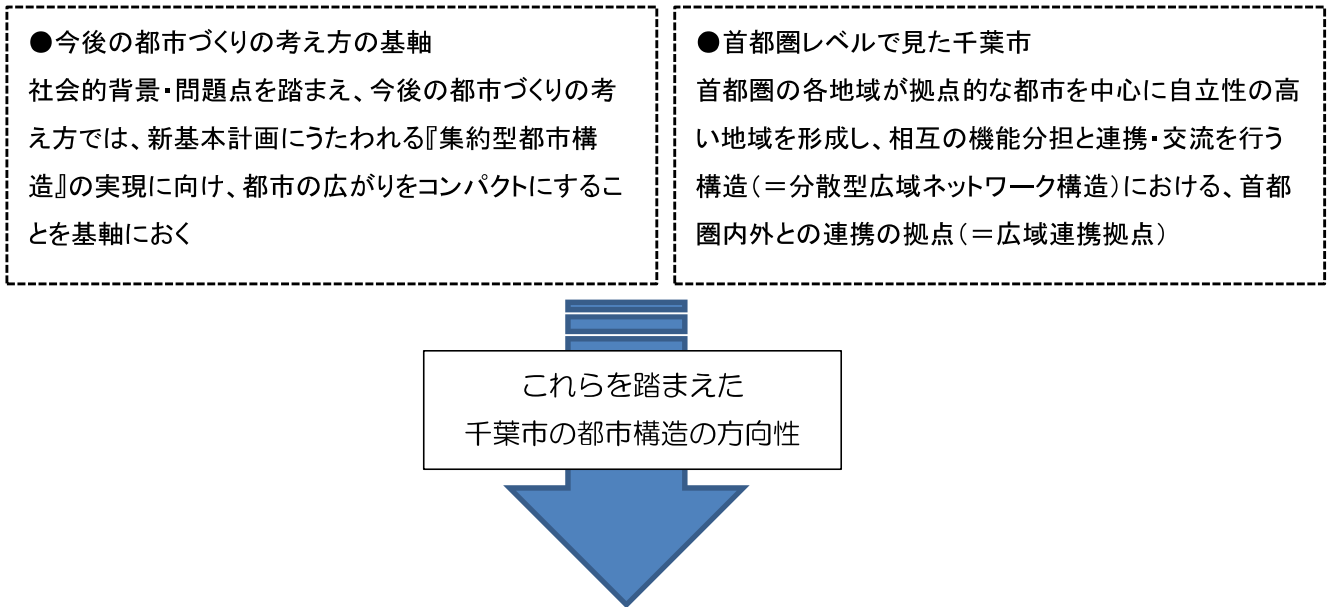 ●今後の都市づくりの考え方の基軸
社会的背景・問題点を踏まえ、今後の都市づくりの考
え方では、新基本計画にうたわれる『集約型都市構
造』の実現に向け、都市の広がりをコンパクトにするこ
とを基軸におく
●首都圏レベルで見た千葉市
首都圏の各地域が拠点的な都市を中心に自立性の高
い地域を形成し、相互の機能分担と連携・交流を行う
構造（＝分散型広域ネットワーク構造）における、首都
圏内外との連携の拠点（＝広域連携拠点）
これらを踏まえた
千葉市の都市構造の方向性